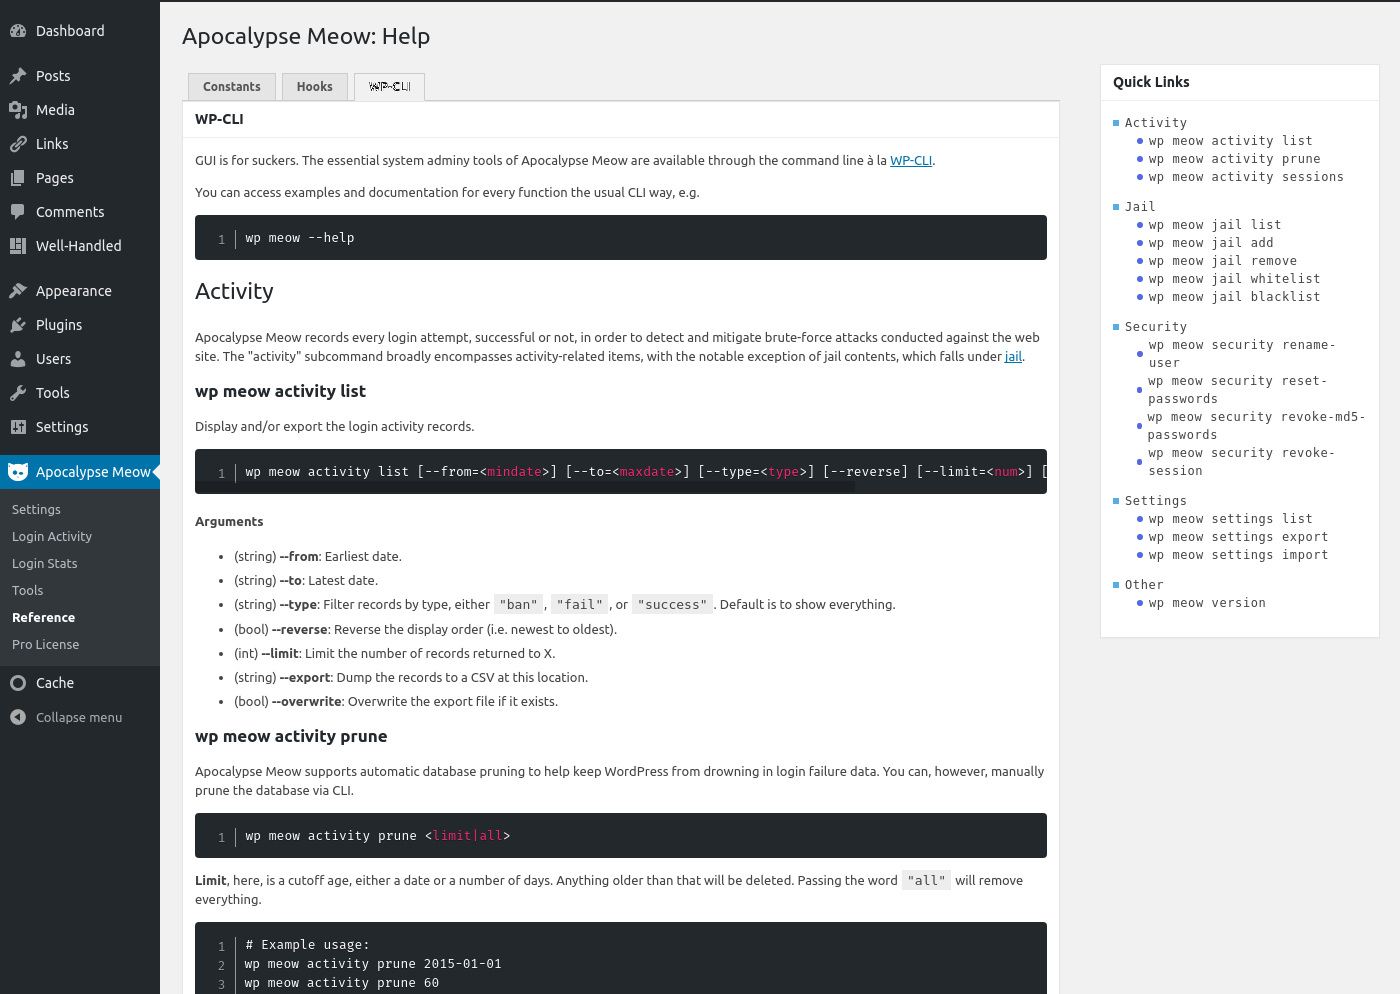 Dashboard
Posts
Media
Links
Pages
Comments
Well-Handled
Appearance
Plugins
Users
Tools
Settings
Apocalypse Meow
Settings
Login Activity
Login Stats
Tools
Reference
Pro License
Cache
Collapse menu
Apocalypse Meow: Help
Constants
Hooks
WP-CLI
WP-CLI
GUI is for suckers. The essential system adminy tools of Apocalypse Meow are available through the command line à la WP-CLI.
You can access examples and documentation for every function the usual CLI way, e.g.
1 wp meow --help
Activity
Apocalypse Meow records every login attempt, successful or not, in order to detect and mitigate brute-force attacks conducted against the web
site. The "activity" subcommand broadly encompasses activity-related items, with the notable exception of jail contents, which falls under jail.
wp meow activity list
Display and/or export the login activity records.
1 wp meow activity list [--from=<mindate>] [--to=<maxdate>] [--type=<type>] [--reverse] [--limit=<num>] [
Arguments
• (string) --from: Earliest date.
• (string) --to: Latest date.
• (string) --type: Filter records by type, either "ban", "fail", or "success". Default is to show everything.
• (bool) --reverse: Reverse the display order (i.e. newest to oldest).
• (int) --limit: Limit the number of records returned to X.
• (string) --export: Dump the records to a CSV at this location.
• (bool) --overwrite: Overwrite the export file if it exists.
wp meow activity prune
Apocalypse Meow supports automatic database pruning to help keep WordPress from drowning in login failure data. You can, however, manually
prune the database via CLI.
1 wp meow activity prune <limit|all>
Limit, here, is a cutoff age, either a date or a number of days. Anything older than that will be deleted. Passing the word "all" will remove
everything.
1 # Example usage:
2 wp meow activity prune 2015-01-01
3 wp meow activity prune 60
Quick Links
Activity
wp meow activity list
wp meow activity prune
wp meow activity sessions
Jail
wp meow jail list
wp meow jail add
wp meow jail remove
wp meow jail whitelist
wp meow jail blacklist
Security
wp meow security rename-
user
wp meow security reset-
passwords
wp meow security revoke-md5-
passwords
wp meow security revoke-
session
Settings
wp meow settings list
wp meow settings export
wp meow settings import
Other
wp meow version